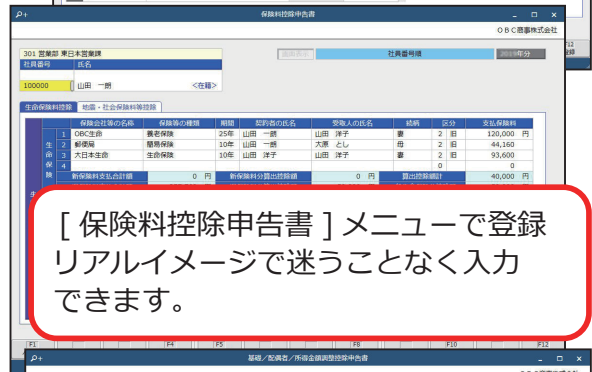 F12
登録
P+ 保険料控除申告書
OBC商事株式会社
301 営業部 東日本営業課
社員番号順
年分
社員番号 氏名
100000 山田 一朗 <在籍>
生命保険料控除 地震・社会保険料等控除
保険会社等の名称 保険等の種類 期間 契約者の氏名 受取人の氏名 続柄 区分 支払保険料
1 OBC生命 養老保険 25年 山田 一朗 山田 洋子 妻 2 旧 120,000 円
生 2 郵便局 簡易保険 10年 山田 一朗 大原 とし 母 2 旧 44,160
命 3 大日本生命 生命保険 10年 山田 洋子 山田 洋子 妻 2 旧 93,600
保 4 0 0
険 新保険料支払合計額 0 円 新保険料分算出控除額 0 円 算出控除額計 40,000 円
生
[ 保険料控除申告書 ] メニューで登録
リアルイメージで迷うことなく入力
できます。
F1 F4 F5 F8 F10 F12
P+ 基礎／配偶者／所得金額調整控除申告書